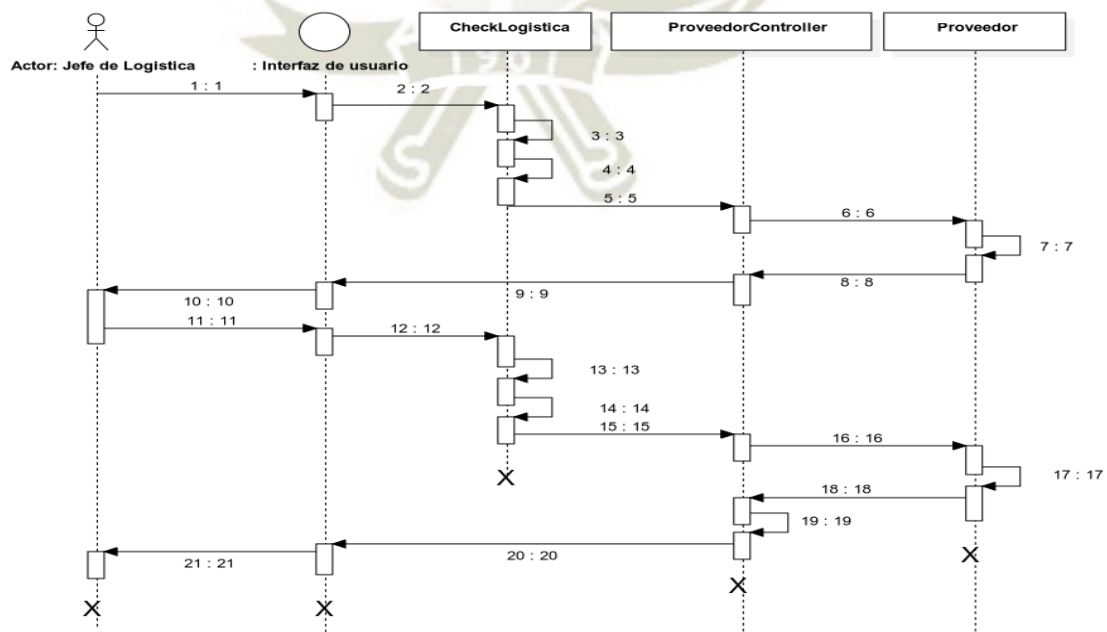 CheckLogistica
ProveedorController
Proveedor
Actor: Jefe de Logistica
: Interfaz de usuario
196
1 : 1
2 : 2
3 : 3
4 : 4
5 : 5
6 : 6
7 : 7
8 : 8
9 : 9
10 : 10
11 : 11
12 : 12
13 : 13
14 : 14
15 : 15
16 : 16
17 : 17
18 : 18
19 : 19
20 : 20
21 : 21